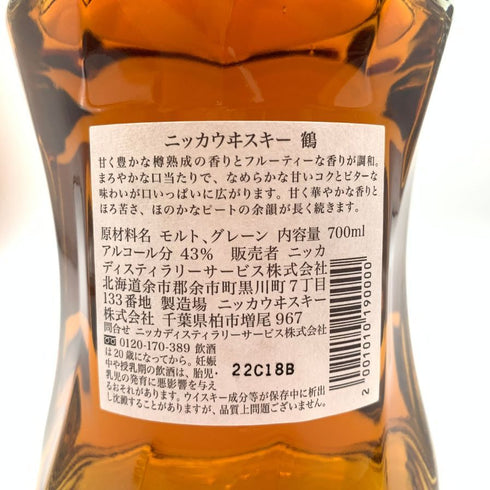 ニッカウヰスキー 鶴
甘く豊かな樽熟成の香りとフルーティーな香りが調和。
まろやかな口当たりで、なめらかな甘いコクとビターな
味わいが口いっぱいに広がります。甘く華やかな香りと
ほろ苦さ、ほのかなピートの余韻が長く続きます。
原材料名 モルト、グレーン 内容量 700ml
アルコール分 43% 販売者 ニッカ
ディスティラリーサービス株式会社
北海道余市郡余市町黒川町7丁目
133番地 製造場 ニッカウヰスキー
株式会社 千葉県柏市増尾967
問合せ ニッカディスティラリーサービス株式会社
0120-170-389 飲酒
は20歳になってから。妊娠
中や授乳期の飲酒は、胎児・
乳児の発育に悪影響を与え
るおそれがあります。ウイスキー成分等が保存中に析出
し沈澱することがありますが、品質上問題ございません。
22C18B
2001010190000